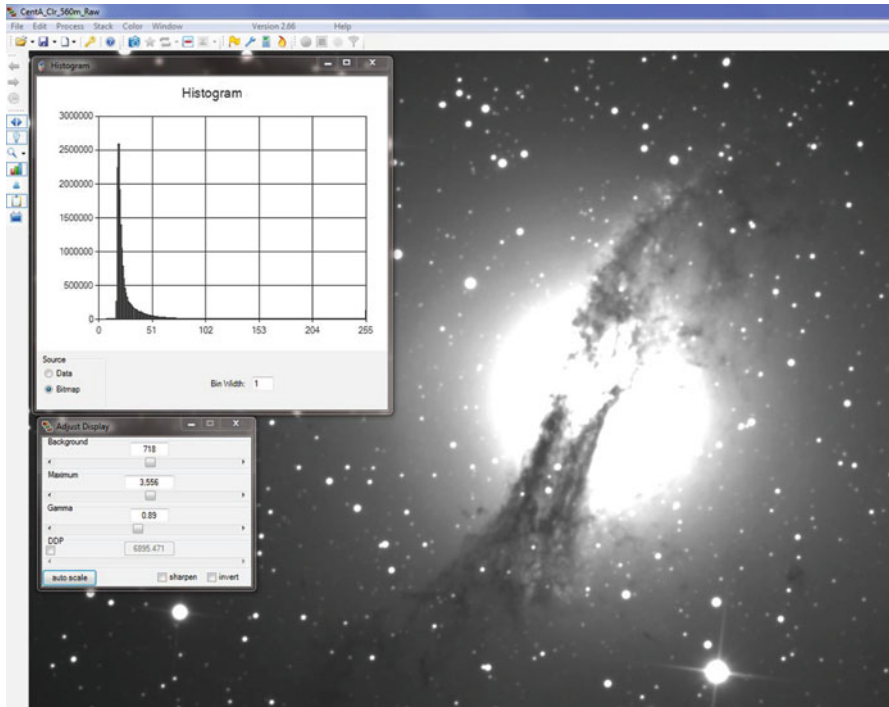 CentA_Clr_560m_Raw
File Edit Process Stack Color Window Version 2.66 Help
Histogram
Histogram
3000000
2500000
2000000
1500000
1000000
500000
0
0 51 102 153 204 255
Source
Data
Bitmap
Bin Width: 1
Adjust Display
Background
718
Maximum
3.556
Gamma
0.89
DDP
6895.471
auto scale sharpen invert